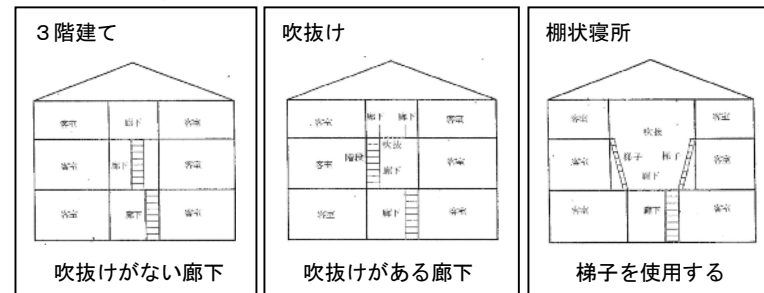 ３階建て
客室 廊下 客室
客室 廊下 客室
客室 廊下 客室
吹抜けがない廊下
吹抜け
客室 廊下 廊下 客室
吹抜
客室 階段 廊下 客室
客室 廊下 客室
吹抜けがある廊下
棚状寝所
客室 客室
吹抜
客室 梯子 梯子 客室
廊下
客室 廊下 客室
梯子を使用する